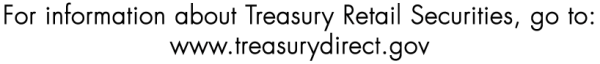 For information about Treasury Retail Securities, go to:
www.treasurydirect.gov